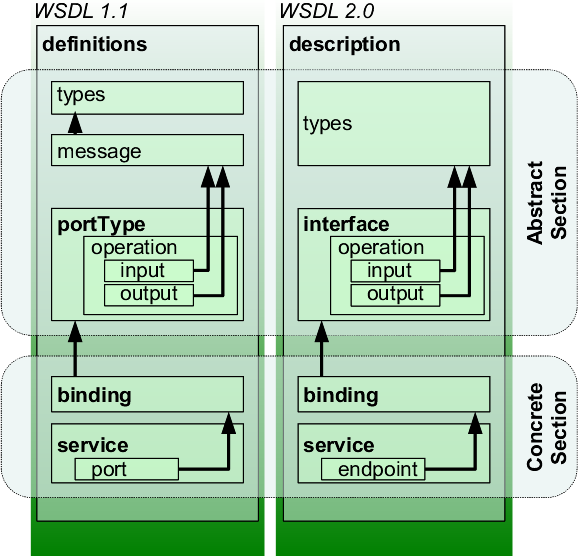 WSDL 1.1
definitions
types
message
portType
operation
input
output
binding
service
port
WSDL 2.0
description
types
interface
operation
input
output
binding
service
endpoint
Abstract
Section
Concrete
Section